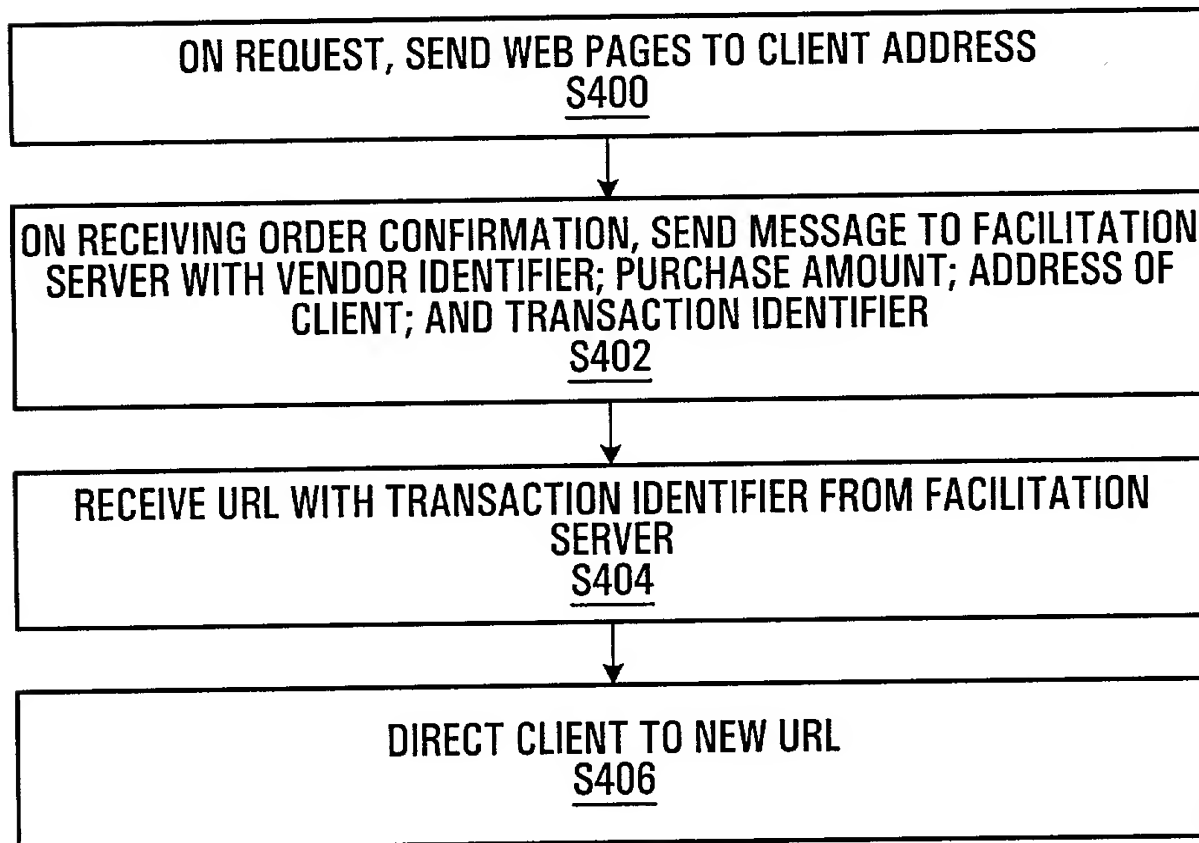 ON REQUEST, SEND WEB PAGES TO CLIENT ADDRESS
S400
ON RECEIVING ORDER CONFIRMATION, SEND MESSAGE TO FACILITATION
SERVER WITH VENDOR IDENTIFIER; PURCHASE AMOUNT; ADDRESS OF
CLIENT; AND TRANSACTION IDENTIFIER
S402
RECEIVE URL WITH TRANSACTION IDENTIFIER FROM FACILITATION
SERVER
S404
DIRECT CLIENT TO NEW URL
S406